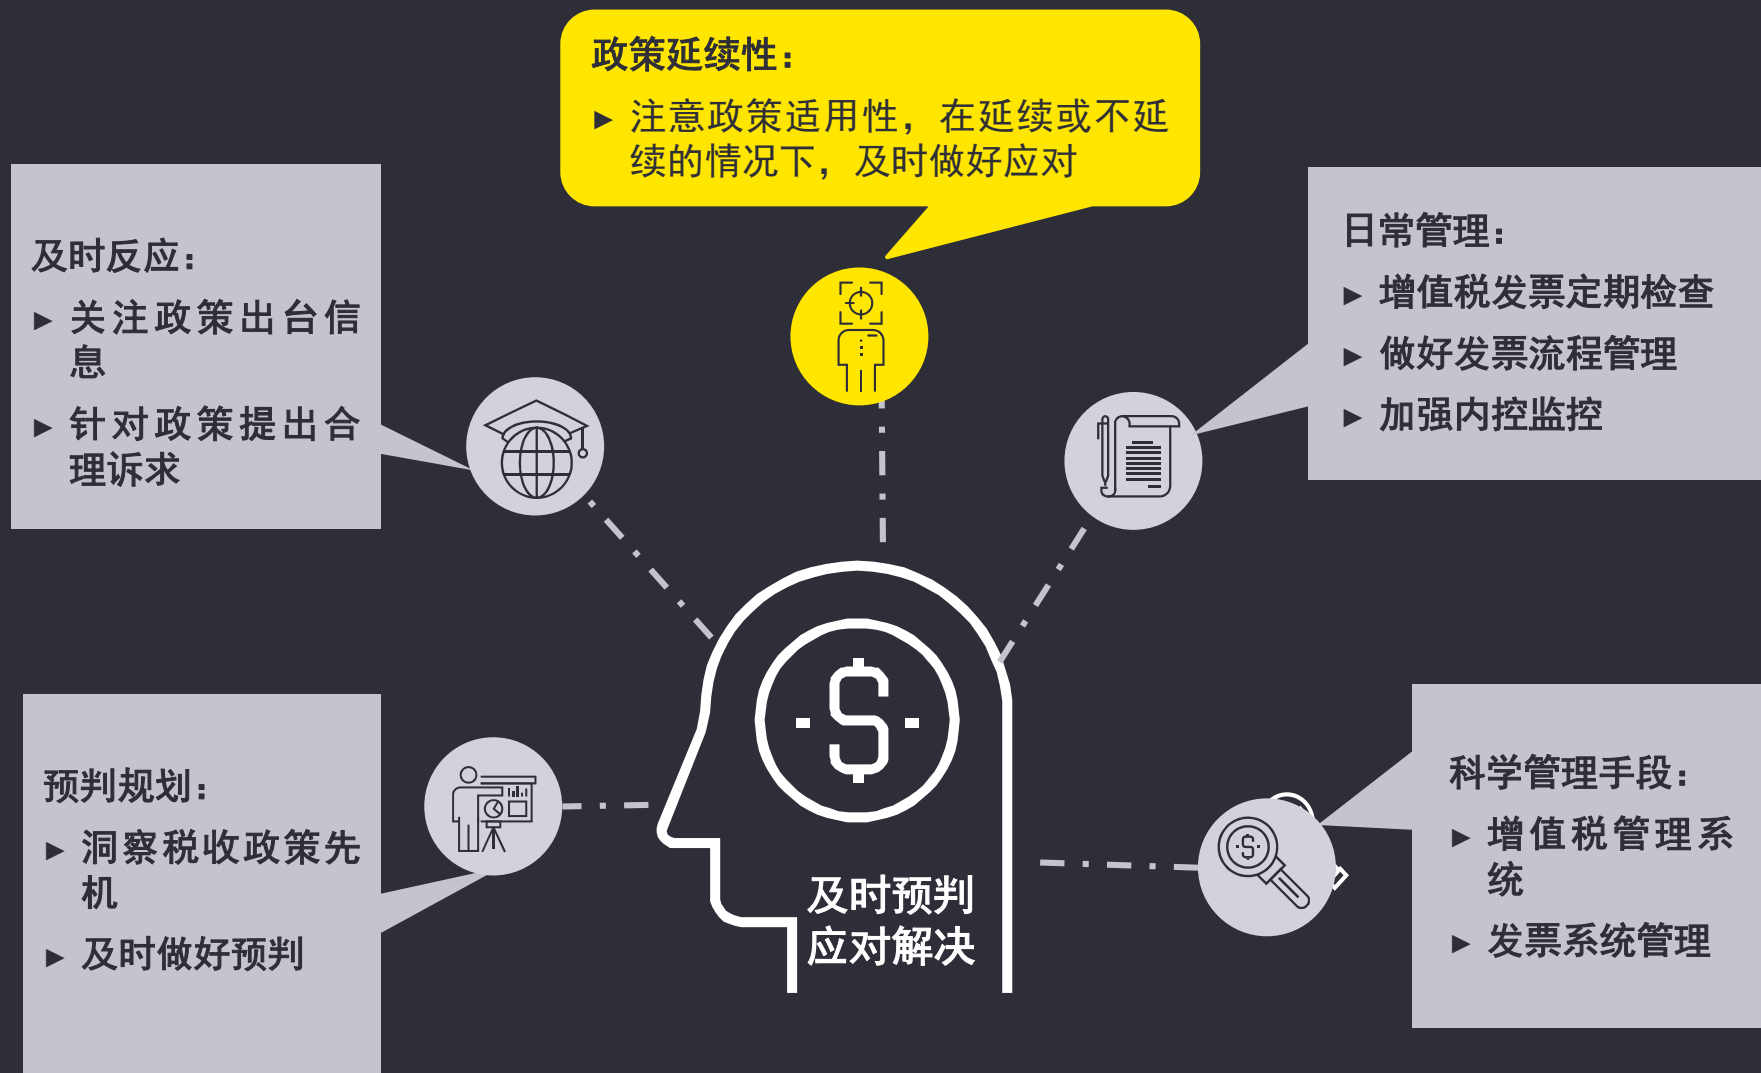 政策延续性：
► 注意政策适用性，在延续或不延
续的情况下，及时做好应对
及时反应：
► 关注政策出台信
息
► 针对政策提出合
理诉求
日常管理：
► 增值税发票定期检查
► 做好发票流程管理
► 加强内控监控
预判规划：
► 洞察税收政策先
机
► 及时做好预判
科学管理手段：
► 增值税管理系
统
► 发票系统管理
及时预判
应对解决